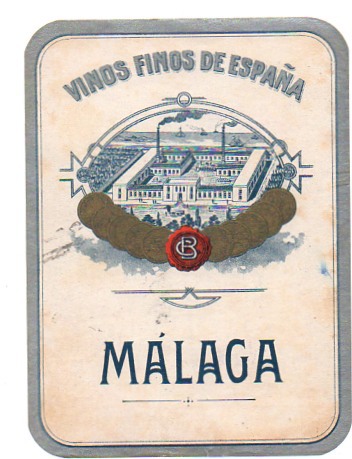 VINOS FINOS DE ESPAÑA
CB
MÁLAGA